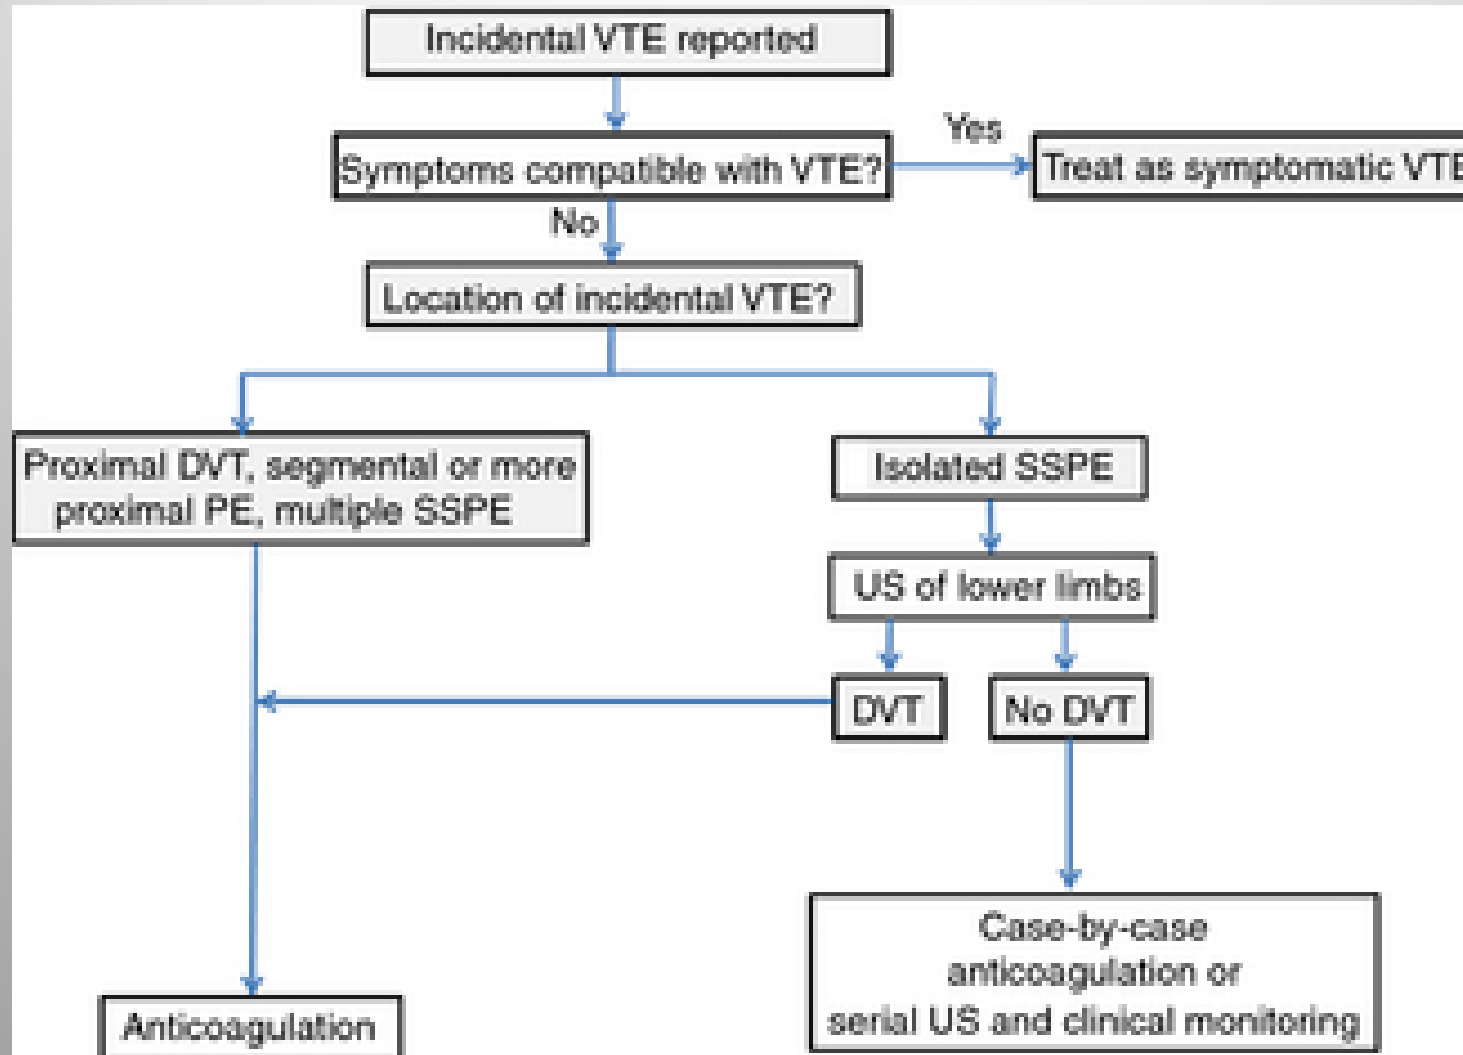 Incidental VTE reported
Symptoms compatible with VTE?
Yes
Treat as symptomatic VTE
No
Location of incidental VTE?
Proximal DVT, segmental or more
proximal PE, multiple SSPE
Isolated SSPE
US of lower limbs
DVT
No DVT
Case-by-case
anticoagulation or
serial US and clinical monitoring
Anticoagulation